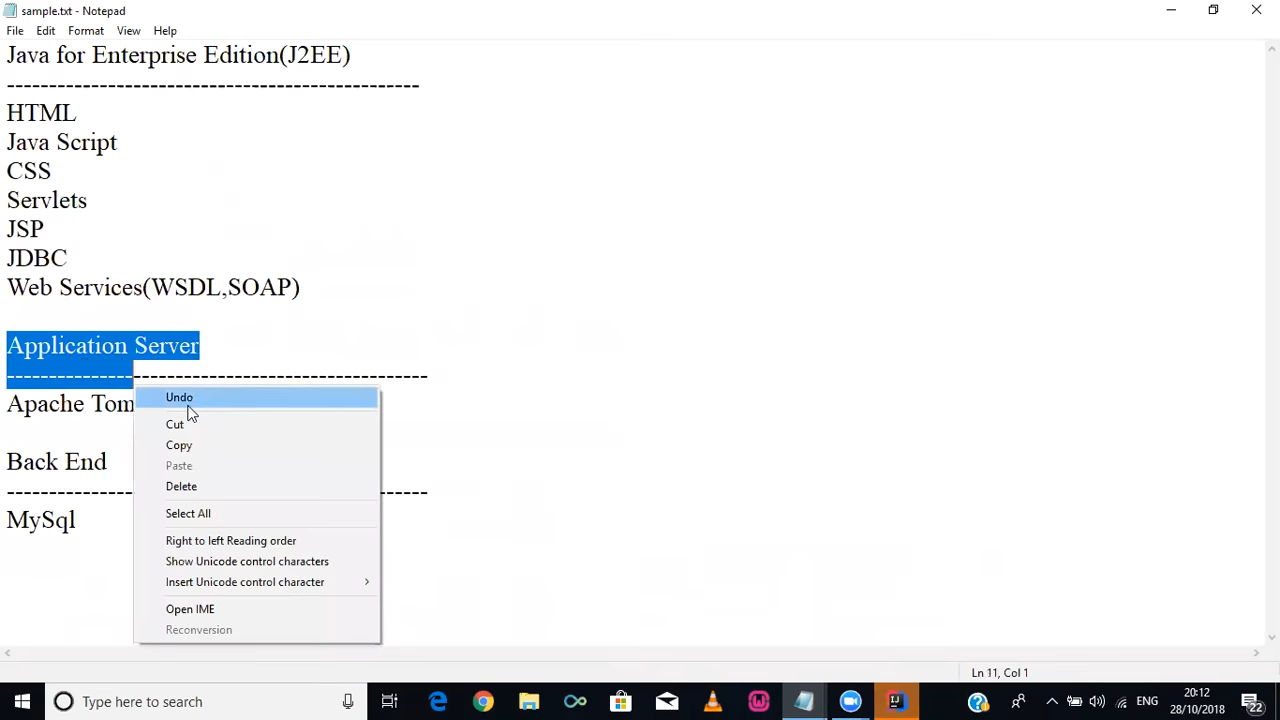 sample.txt - Notepad
File Edit Format View Help
Java for Enterprise Edition(J2EE)
-------------------------------------------------
HTML
Java Script
CSS
Servlets
JSP
JDBC
Web Services(WSDL,SOAP)
Application Server
--------------------------------------------------
Apache Tom
Back End
--------------------------------------------------
MySql
Undo
Cut
Copy
Paste
Delete
Select All
Right to left Reading order
Show Unicode control characters
Insert Unicode control character
Open IME
Reconversion
Ln 11, Col 1
Type here to search
ENG
20:12
28/10/2018
22